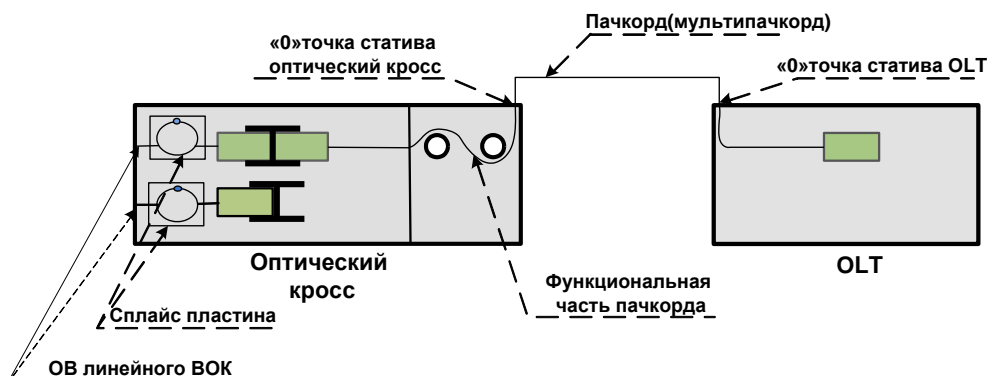 Пачкорд(мультипачкорд)
«0»точка статива
оптический кросс
«0»точка статива OLT
Оптический
кросс
OLT
Функциональная
часть пачкорда
Сплайс пластина
ОВ линейного ВОК